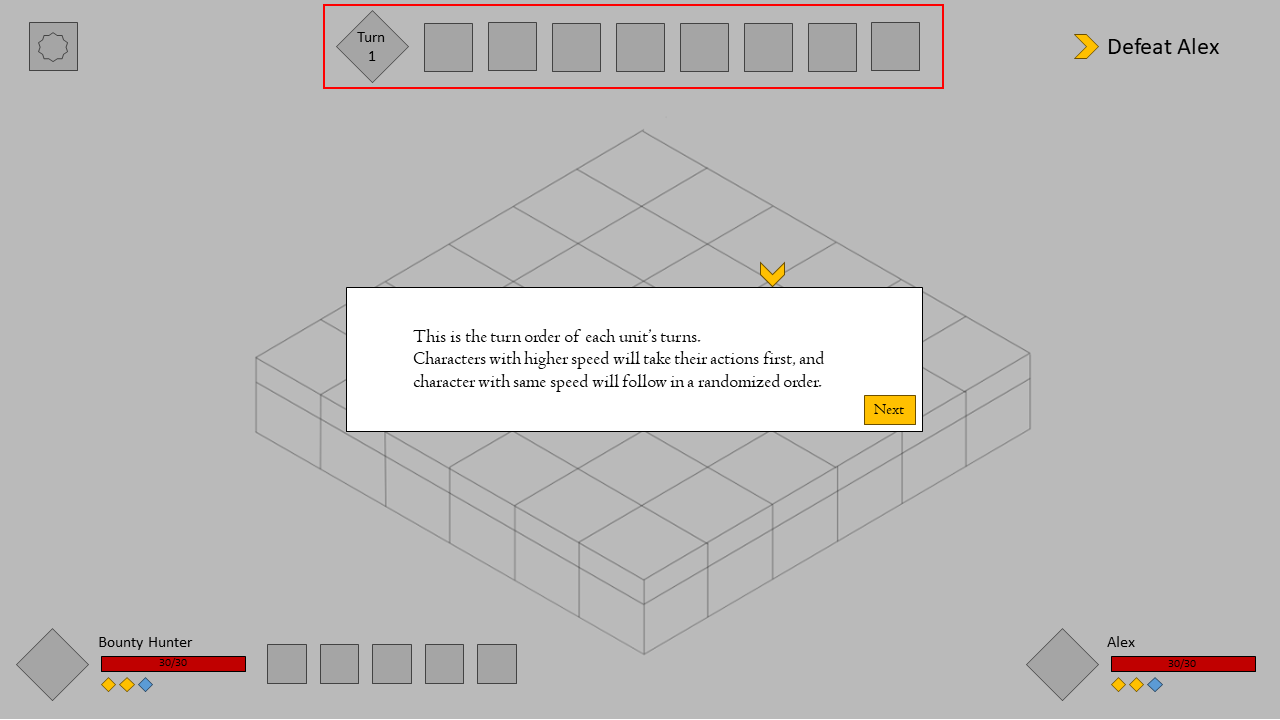 Turn
1
Defeat Alex
This is the turn order of each unit's turns.
Characters with higher speed will take their actions first, and
character with same speed will follow in a randomized order.
Next
Bounty Hunter
30/30
Alex
30/30